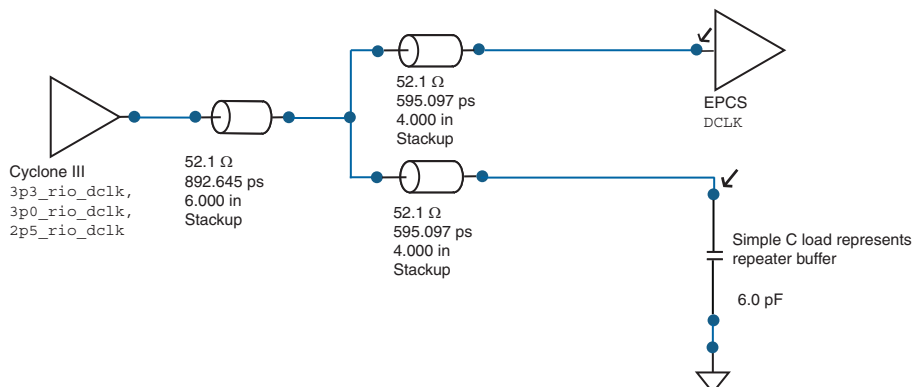 52.1 Ω
595.097 ps
4.000 in
Stackup
EPCS
DCLK
Cyclone III
3p3_rio_dclk,
3p0_rio_dclk,
2p5_rio_dclk
52.1 Ω
892.645 ps
6.000 in
Stackup
52.1 Ω
595.097 ps
4.000 in
Stackup
Simple C load represents
repeater buffer
6.0 pF